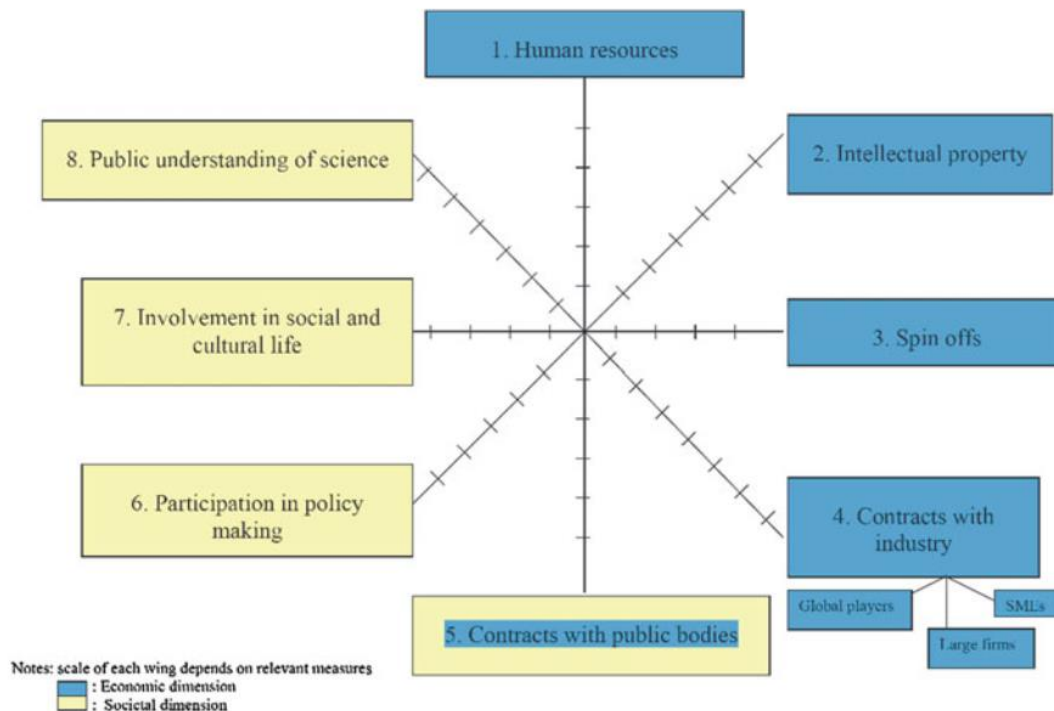 1. Human resources
8. Public understanding of science
2. Intellectual property
7. Involvement in social and
cultural life
3. Spin offs
6. Participation in policy
making
4. Contracts with
industry
Global players
SMEs
Large firms
5. Contracts with public bodies
Notes: scale of each wing depends on relevant measures
: Economic dimension
: Societal dimension